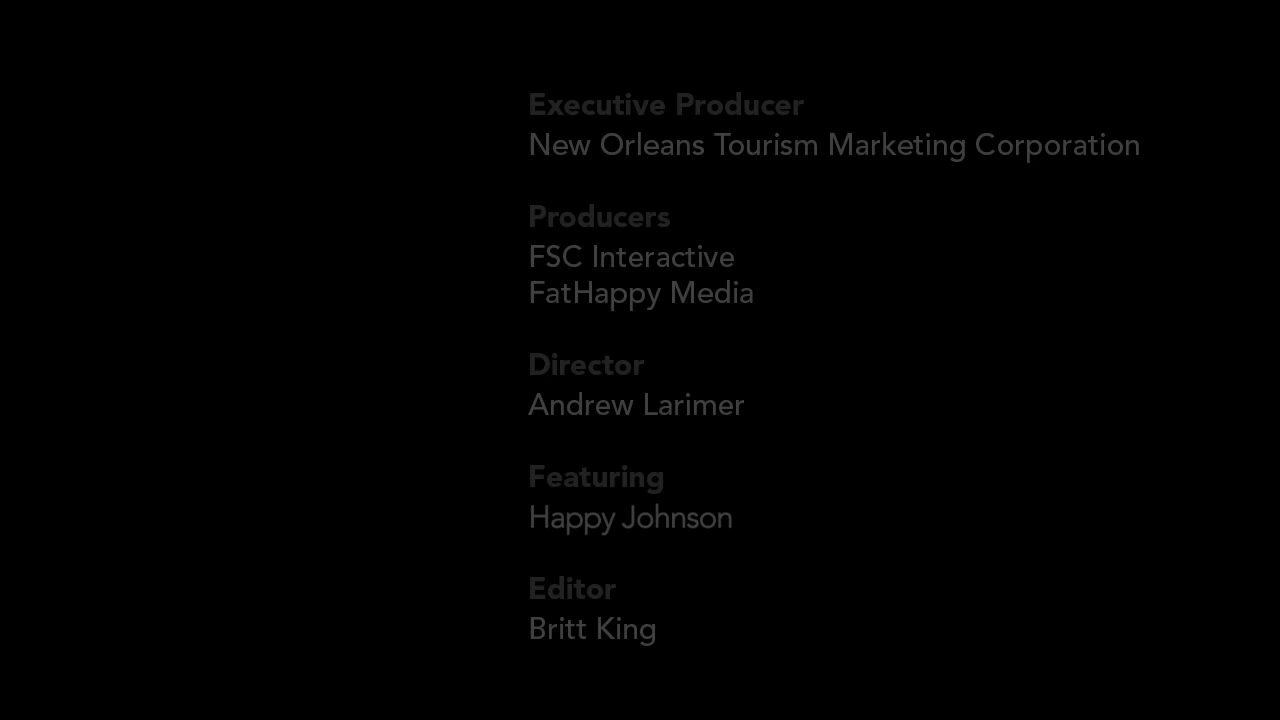 Executive Producer
New Orleans Tourism Marketing Corporation
Producers
FSC Interactive
FatHappy Media
Director
Andrew Larimer
Featuring
Happy Johnson
Editor
Britt King